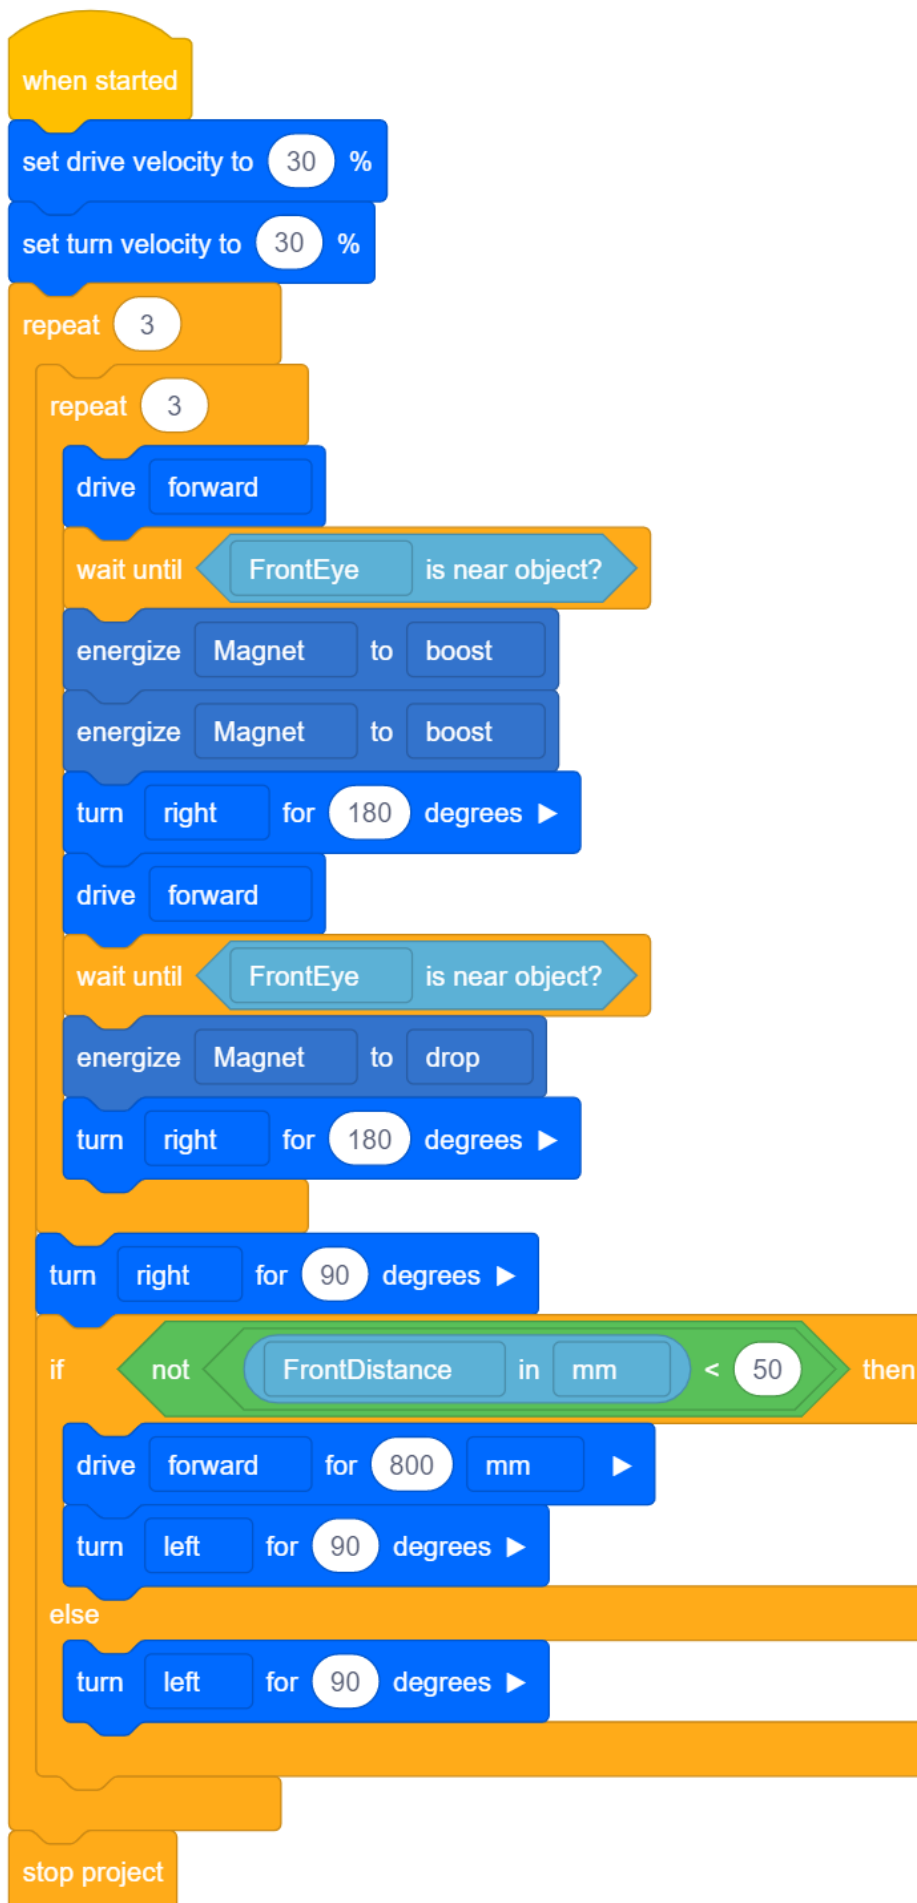 when started
set drive velocity to 30 %
set turn velocity to 30 %
repeat 3
repeat 3
drive forward
wait until FrontEye is near object?
energize Magnet to boost
energize Magnet to boost
turn right for 180 degrees
drive forward
wait until FrontEye is near object?
energize Magnet to drop
turn right for 180 degrees
turn right for 90 degrees
if not FrontDistance in mm < 50 then
drive forward for 800 mm
turn left for 90 degrees
else
turn left for 90 degrees
stop project